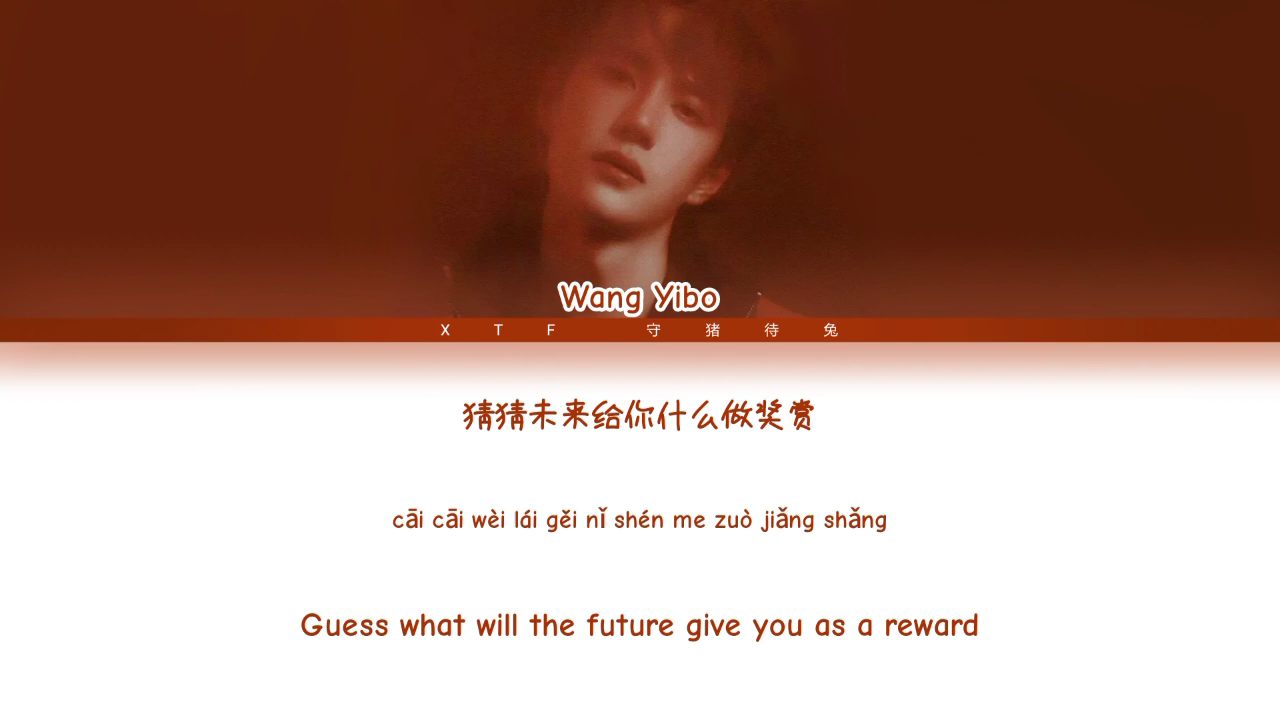 Wang Yibo
X T F 守 猪 待 兔
猜猜未来给你什么做奖赏
cāi cāi wèi lái gěi nǐ shén me zuò jiǎng shǎng
Guess what will the future give you as a reward